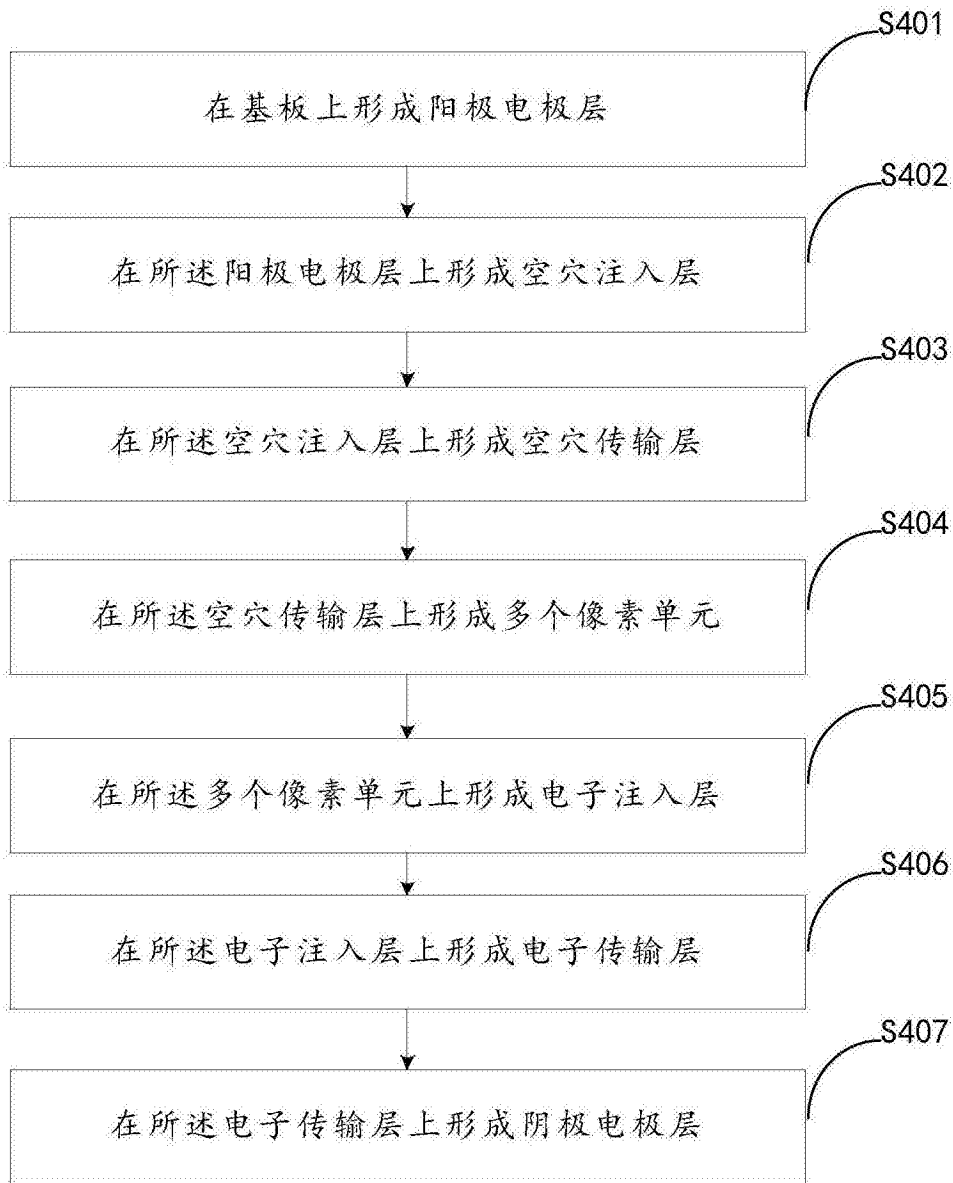 S401
在基板上形成阳极电极层
S402
在所述阳极电极层上形成空穴注入层
S403
在所述空穴注入层上形成空穴传输层
S404
在所述空穴传输层上形成多个像素单元
S405
在所述多个像素单元上形成电子注入层
S406
在所述电子注入层上形成电子传输层
S407
在所述电子传输层上形成阴极电极层